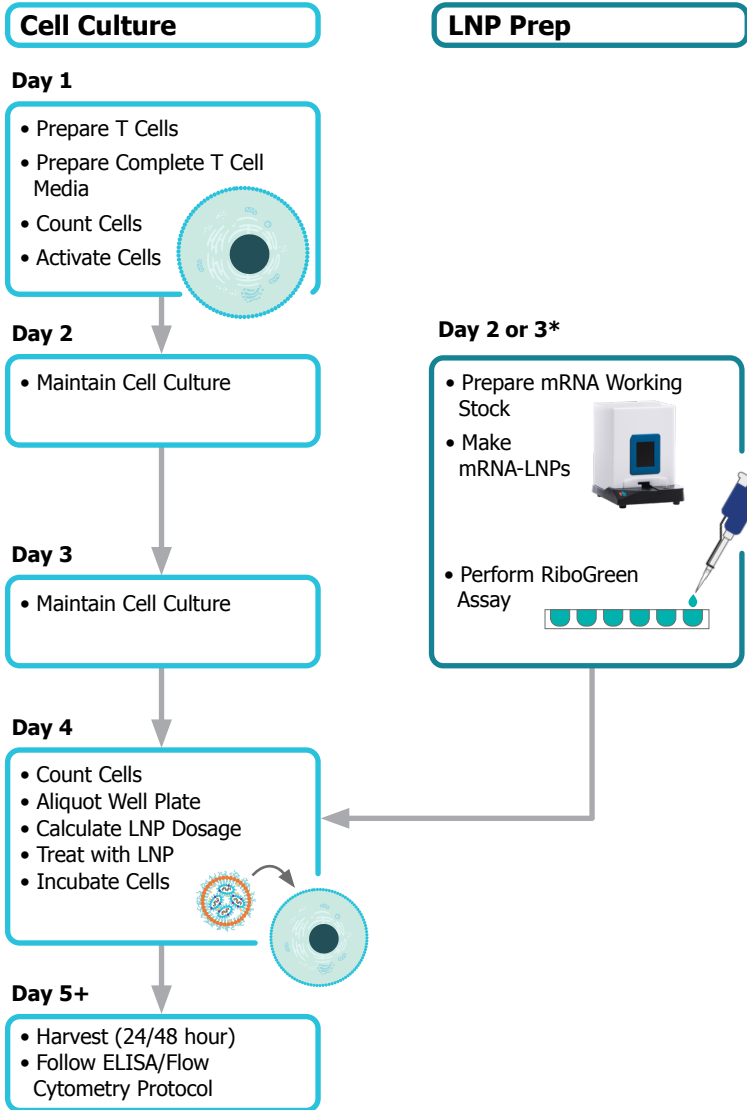 Cell Culture
LNP Prep
Day 1
• Prepare T Cells
• Prepare Complete T Cell
Media
• Count Cells
• Activate Cells
Day 2
• Maintain Cell Culture
Day 2 or 3*
• Prepare mRNA Working
Stock
• Make
mRNA-LNPs
• Perform RiboGreen
Assay
Day 3
• Maintain Cell Culture
Day 4
• Count Cells
• Aliquot Well Plate
• Calculate LNP Dosage
• Treat with LNP
• Incubate Cells
Day 5+
• Harvest (24/48 hour)
• Follow ELISA/Flow
Cytometry Protocol